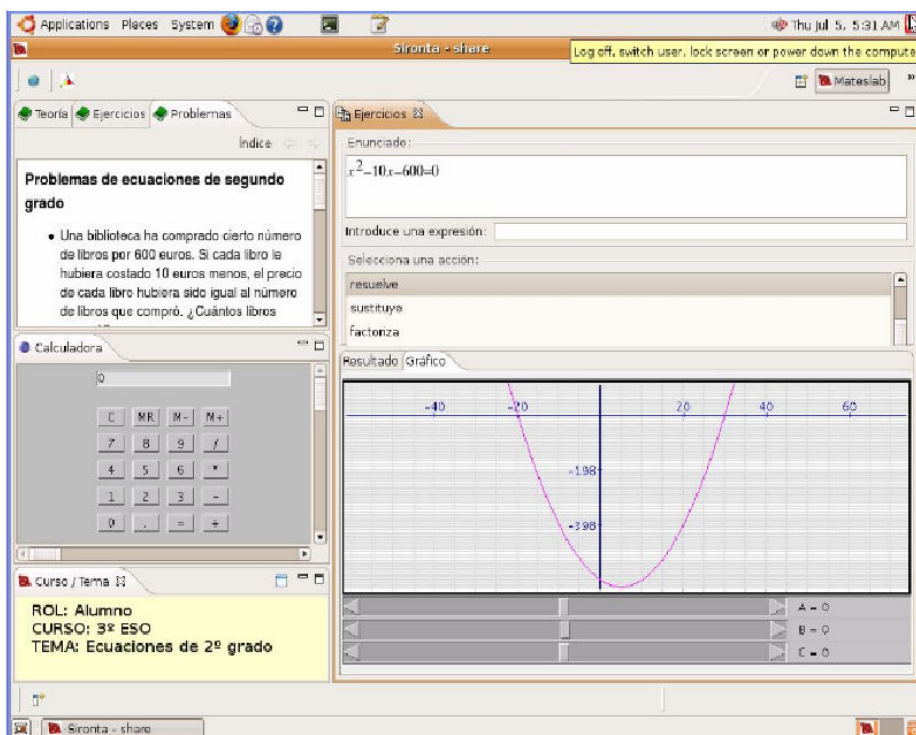 Applications Places System
Thu Jul 5, 5:31 AM
Sironta - share
Log off, switch user, lock screen or power down the compute
Mateslab
»
Teoría Ejercicios Problemas
Índice
Problemas de ecuaciones de segundo
grado
• Una biblioteca ha comprado cierto número
de libros por 600 euros. Si cada libro le
hubiera costado 10 euros menos, el precio
de cada libro hubiera sido igual al número
de libros que compró. ¿Cuántos libros
Calculadora
0
C MR M- M+
7 8 9 /
4 5 6 *
1 2 3 -
0 . = +
Curso / Tema
ROL: Alumno
CURSO: 3º ESO
TEMA: Ecuaciones de 2º grado
Ejercicios
Enunciado:
x²-10x-600=0
Introduce una expresión:
Selecciona una acción:
resuelve
sustituye
factoriza
Resultado Gráfico
-40 -20 20 40 60
-198
-398
A = 0
B = 0
C = 0
Sironta - share